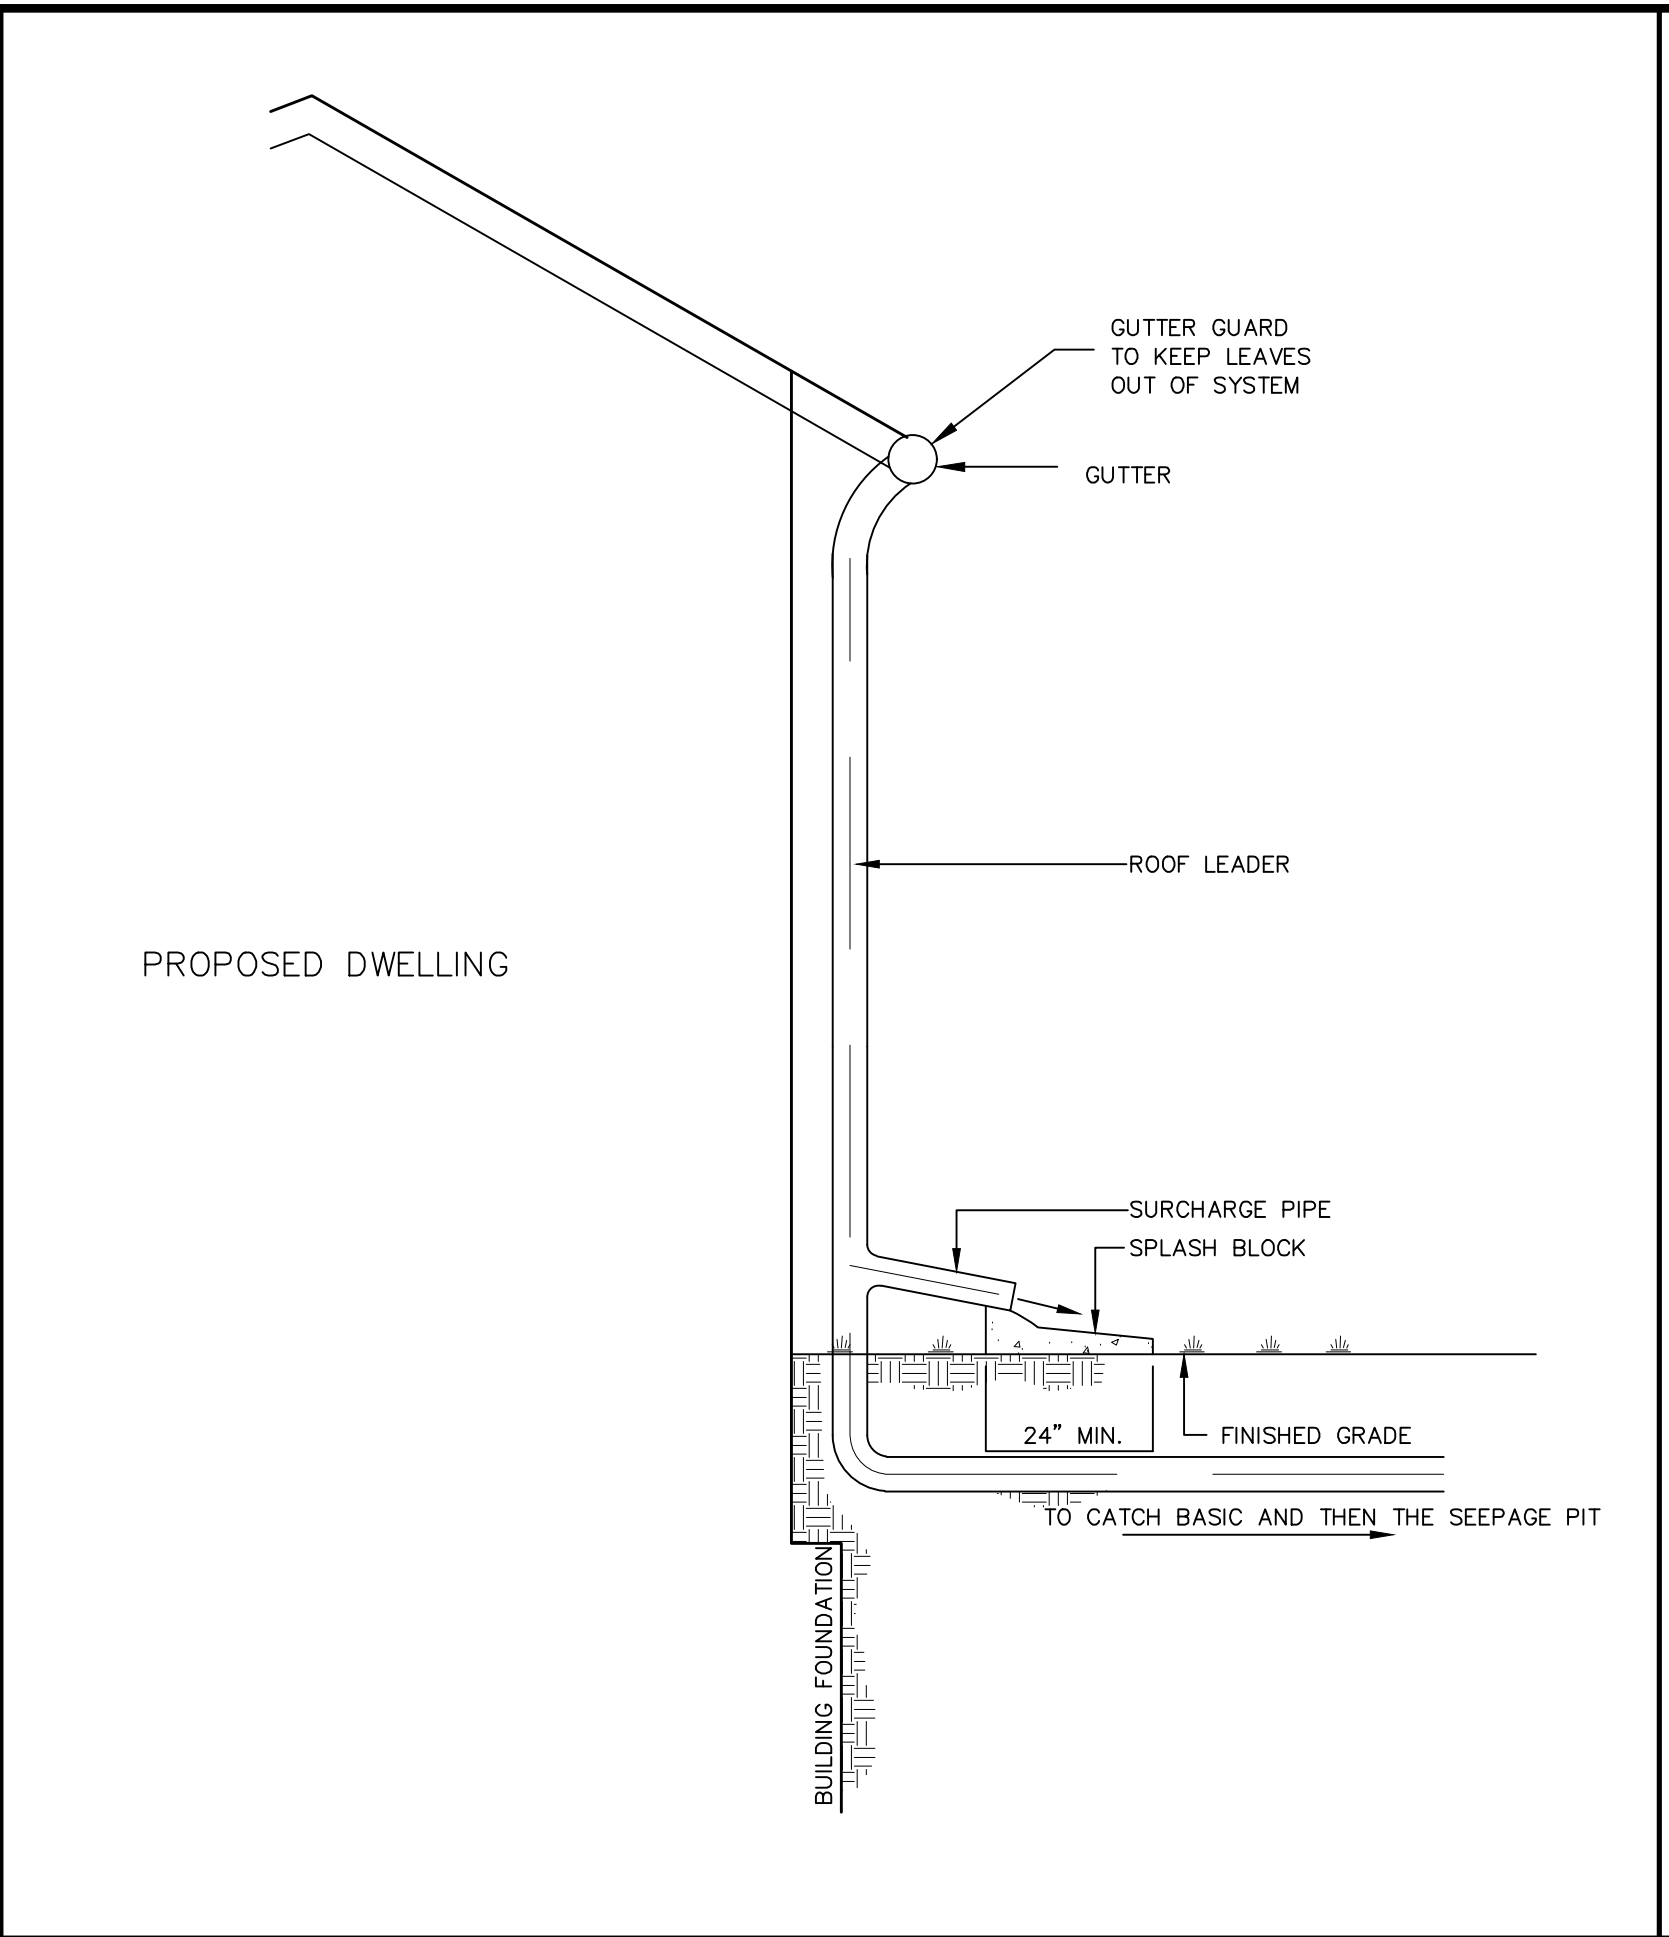 GUTTER GUARD
TO KEEP LEAVES
OUT OF SYSTEM
GUTTER
ROOF LEADER
PROPOSED DWELLING
SURCHARGE PIPE
SPLASH BLOCK
24" MIN.
FINISHED GRADE
TO CATCH BASIC AND THEN THE SEEPAGE PIT
BUILDING FOUNDATION